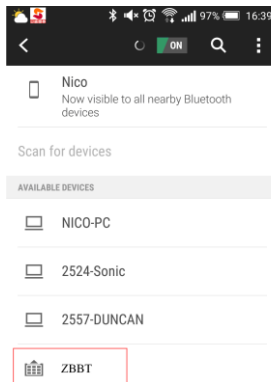 97% 16:39
ON
Nico
Now visible to all nearby Bluetooth
devices
Scan for devices
AVAILABLE DEVICES
NICO-PC
2524-Sonic
2557-DUNCAN
ZBBT